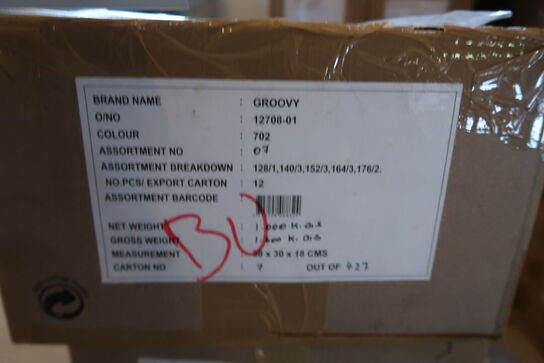 BRAND NAME : GROOVY
O/NO : 12708-01
COLOUR : 702
ASSORTMENT NO : 07
ASSORTMENT BREAKDOWN : 128/1,140/3,152/3,164/3,176/2.
NO.PCS/ EXPORT CARTON : 12
ASSORTMENT BARCODE :
NET WEIGHT
GROSS WEIGHT
BU
MEASUREMENT x 30 x 18 CMS
CARTON NO : 7 OUT OF 427